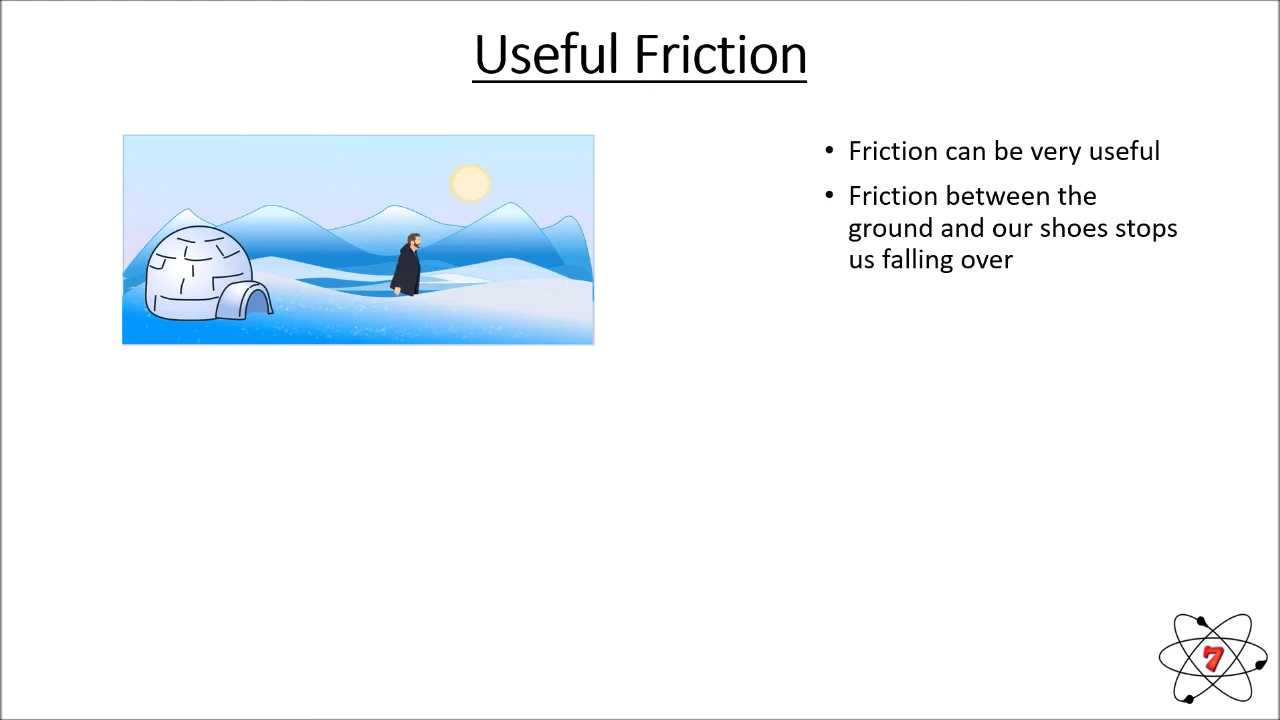 Useful Friction
• Friction can be very useful
• Friction between the
ground and our shoes stops
us falling over
7